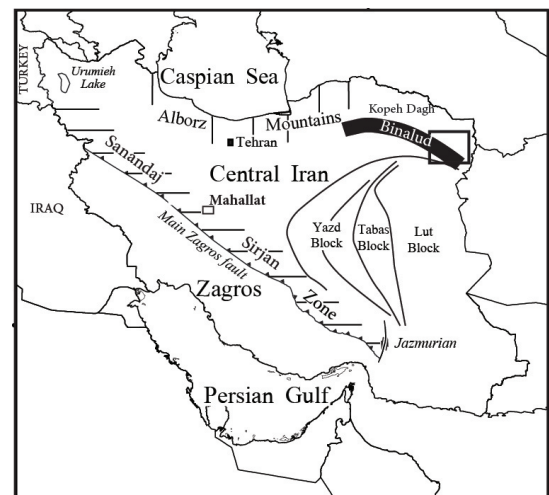 TURKEY
Urumieh
Lake
Caspian Sea
Kopeh Dagh
Alborz
Mountains
Binalud
Tehran
Sanandaj
Central Iran
IRAQ
Mahallat
Main Zagros fault
Sirjan
Yazd
Block
Tabas
Block
Lut
Block
Zagros
Zone
Jazmurian
Persian Gulf